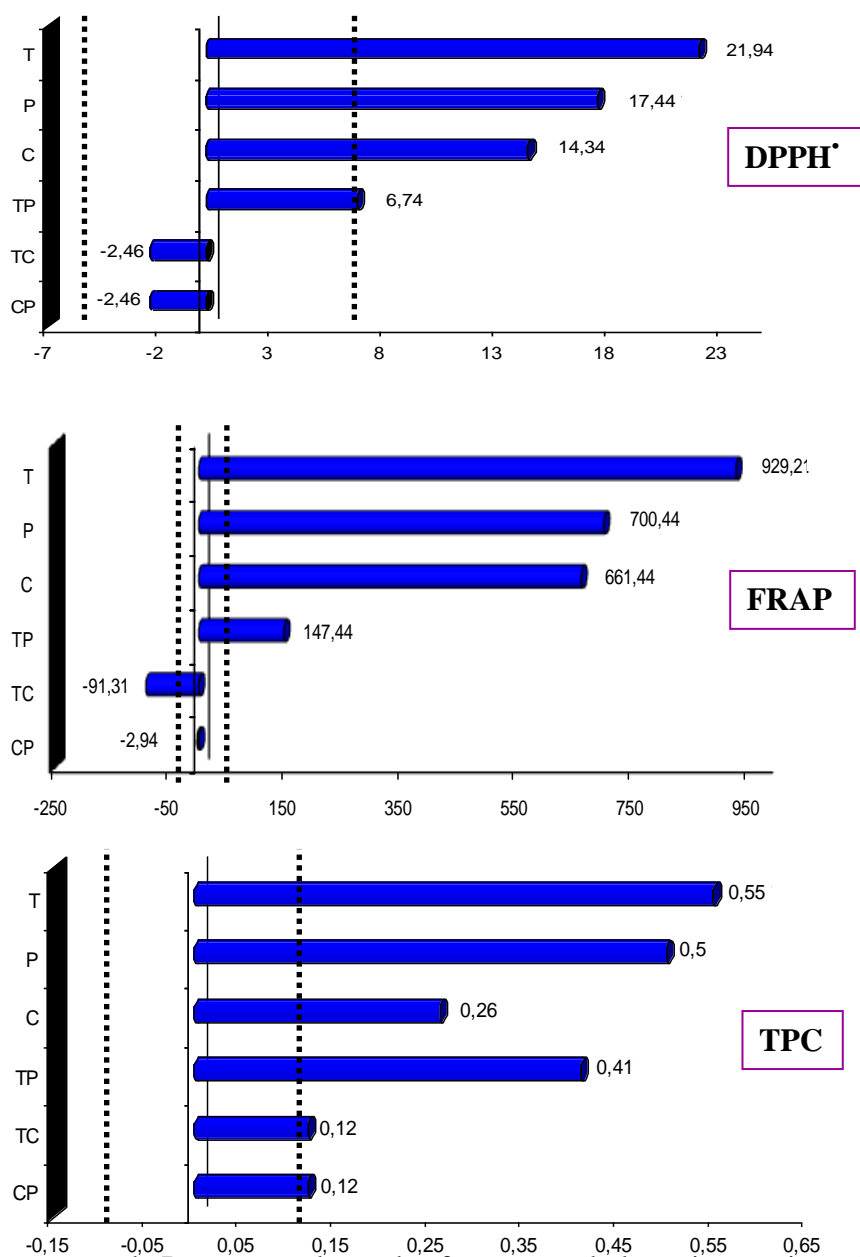 T
21,94
P
17,44
C
14,34
DPPH•
TP
6,74
TC
-2,46
CP
-2,46
-7 -2 3 8 13 18 23
T
929,21
P
700,44
C
661,44
FRAP
TP
147,44
TC
-91,31
CP
-2,94
-250 -50 150 350 550 750 950
T
0,55
P
0,5
C
0,26
TPC
TP
0,41
TC
0,12
CP
0,12
-0,15 -0,05 0,05 0,15 0,25 0,35 0,45 0,55 0,65